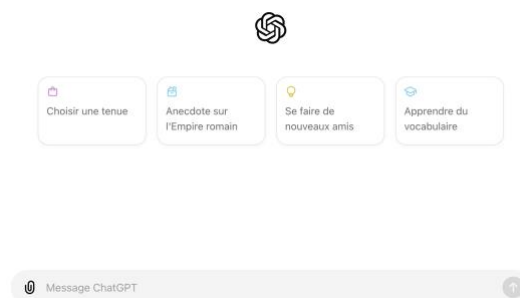 Choisir une tenue
Anecdote sur
l'Empire romain
Se faire de
nouveaux amis
Apprendre du
vocabulaire
Message ChatGPT